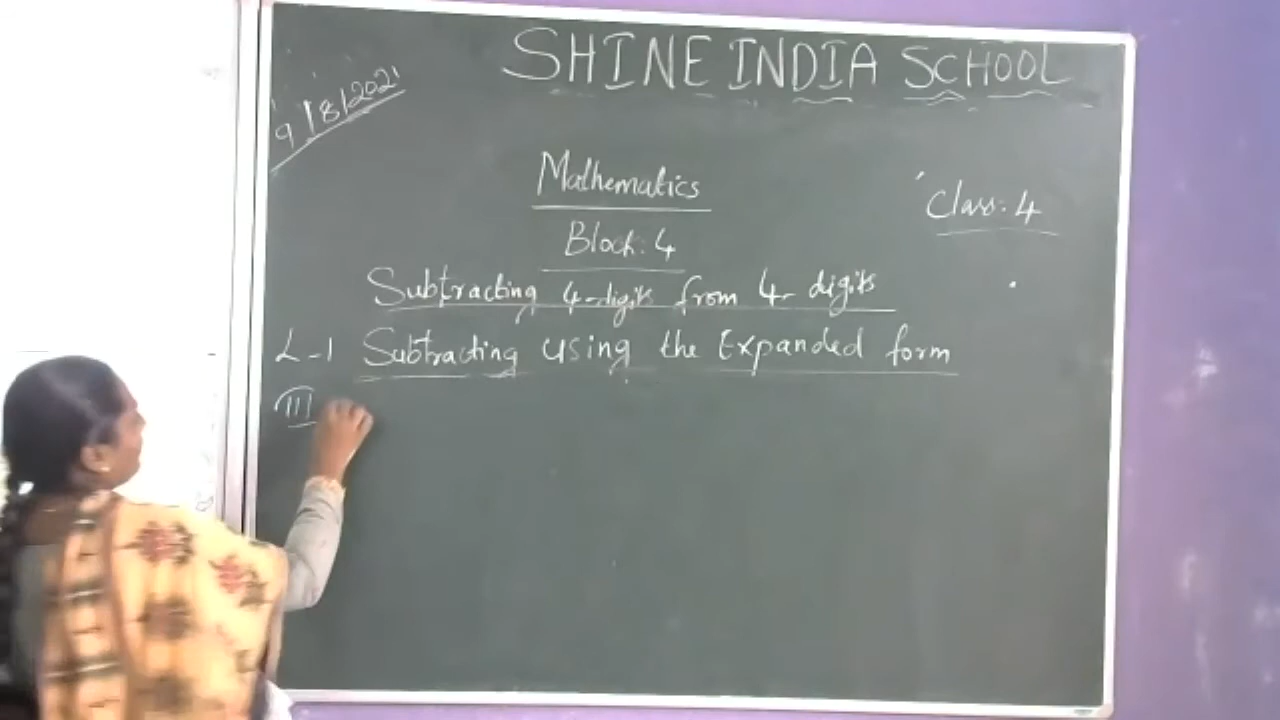 SHINE INDIA SCHOOL
9/8/2021
Mathematics
Class: 4
Block: 4
Subtracting 4-digits from 4-digits
L-1 Subtracting using the Expanded form
III